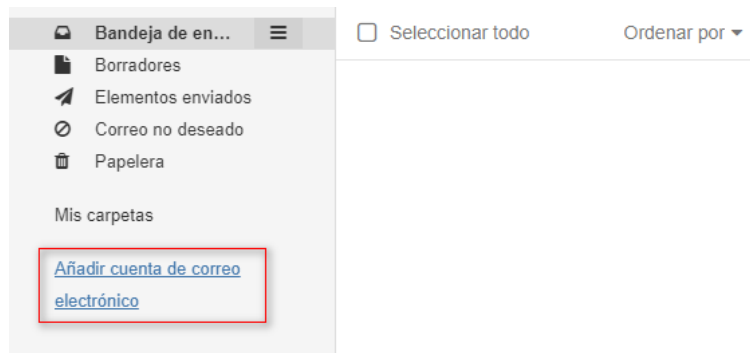 Bandeja de en...
Seleccionar todo
Ordenar por
Borradores
Elementos enviados
Correo no deseado
Papelera
Mis carpetas
Añadir cuenta de correo
electrónico